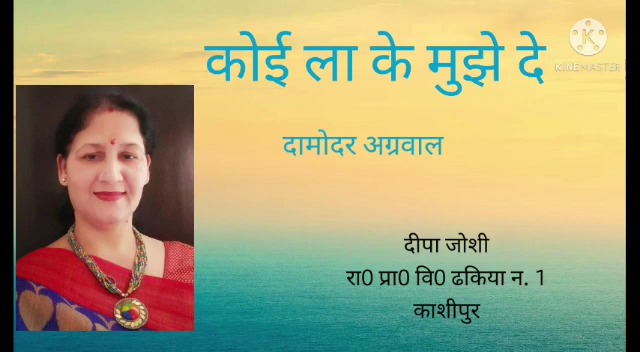 कोई ला के मुझे दे
KINEMASTER
दामोदर अग्रवाल
दीपा जोशी
रा0 प्रा0 वि0 ढकिया न. 1
काशीपुर